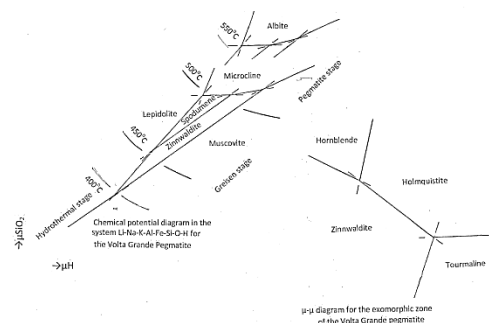 550°C
Albite
500°C
Microcline
Pegmatite stage
Lepidolite
Spodumene
Zinnwaldite
450°C
Muscovite
Greisen stage
400°C
Hydrothermal stage
→μSiO₂
→μH
Chemical potential diagram in the
system Li-Na-K-Al-Fe-Si-O-H for
the Volta Grande Pegmatite
Hornblende
Holmquistite
Zinnwaldite
Tourmaline
μ-μ diagram for the exomorphic zone
of the Volta Grande pegmatite